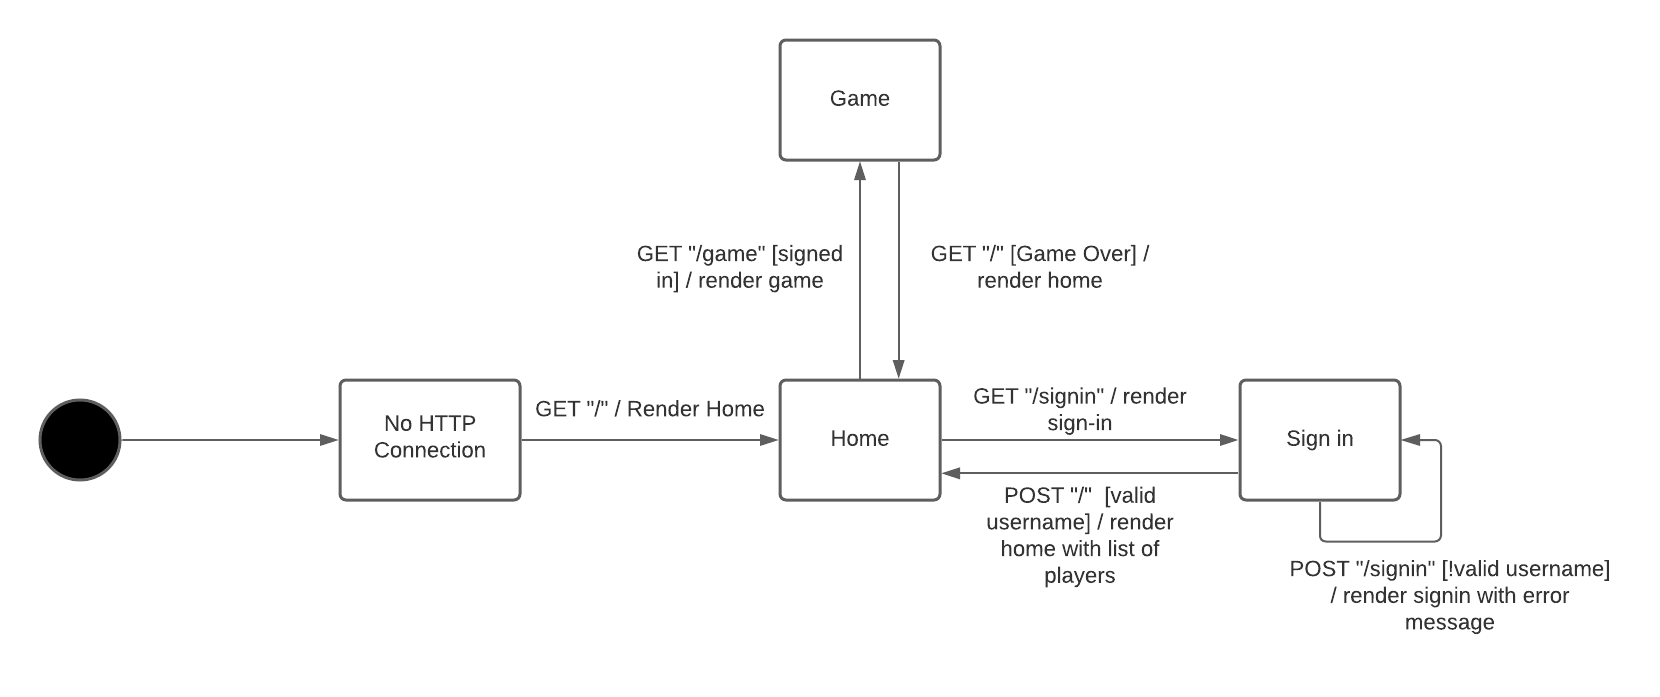 Game
GET "/game" [signed
in] / render game
GET "/" [Game Over] /
render home
No HTTP
Connection
GET "/" / Render Home
Home
GET "/signin" / render
sign-in
Sign in
POST "/"  [valid
username] / render
home with list of
players
POST "/signin" [!valid username]
/ render signin with error
message